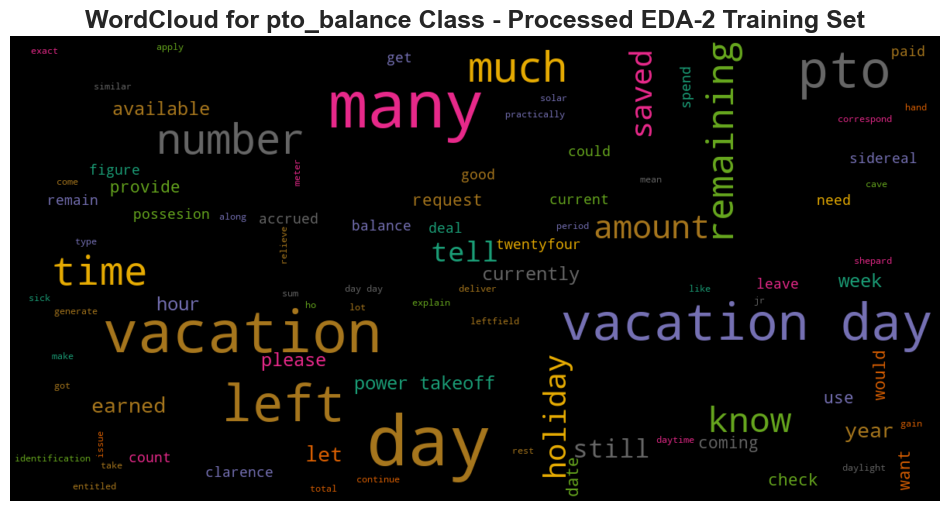 WordCloud for pto_balance Class - Processed EDA-2 Training Set
exact
apply
get
much
saved
spend
remaining
pto
paid
similar
available
many
solar
practically
hand
correspond
number
could
sidereal
figure
meter
good
mean
cave
come
provide
remain
request
current
need
possesion
along
accrued
balance
deal
period
amount
type
relieve
tell
twentyfour
time
currently
shepard
sick
sum
day day
deliver
like
leave
week
hour
ho
lot
explain
jr
generate
vacation
leftfield
vacation day
make
please
power takeoff
holiday
would
got
left
use
earned
day
know
gain
year
issue
let
rest
still
daytime
coming
identification
count
take
clarence
continue
date
check
daylight
want
entitled
total